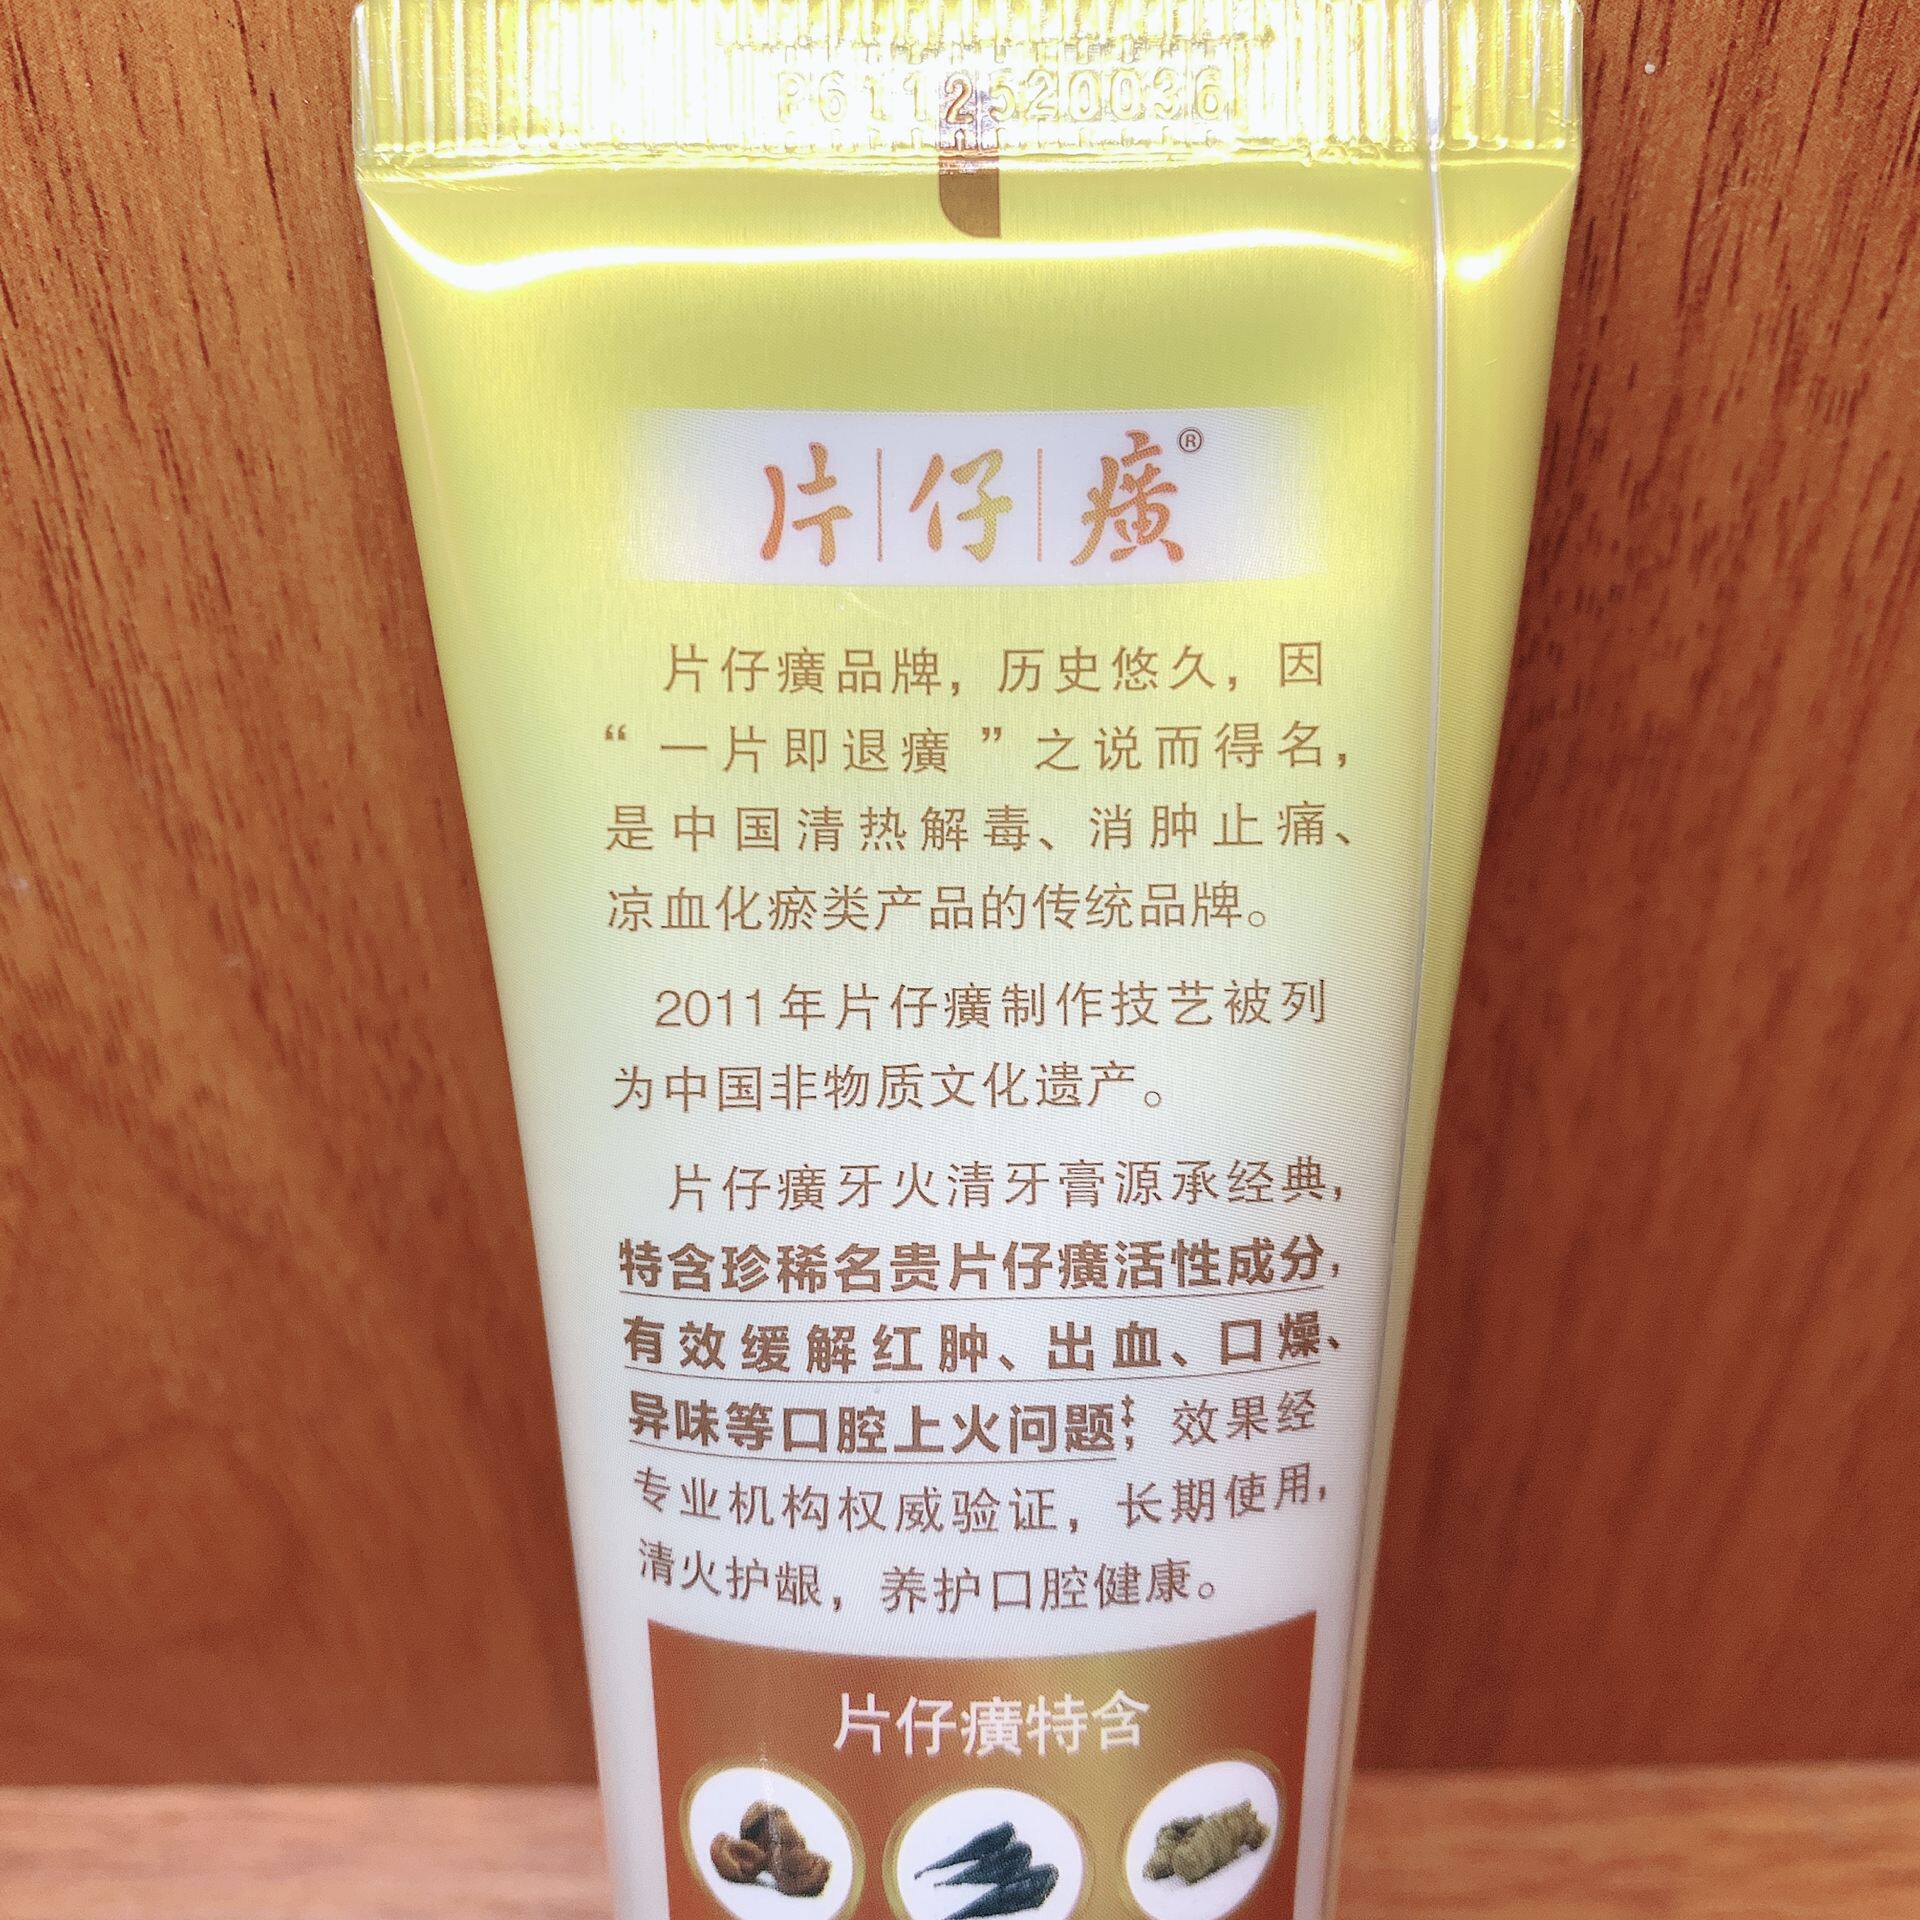 P6112520036
片仔癀®
片仔癀品牌，历史悠久，因
“一片即退癀”之说而得名，
是中国清热解毒、消肿止痛、
凉血化瘀类产品的传统品牌。
2011年片仔癀制作技艺被列
为中国非物质文化遗产。
片仔癀牙火清牙膏源承经典，
特含珍稀名贵片仔癀活性成分，
有效缓解红肿、出血、口燥、
异味等口腔上火问题‡；效果经
专业机构权威验证，长期使用，
清火护龈，养护口腔健康。
片仔癀特含